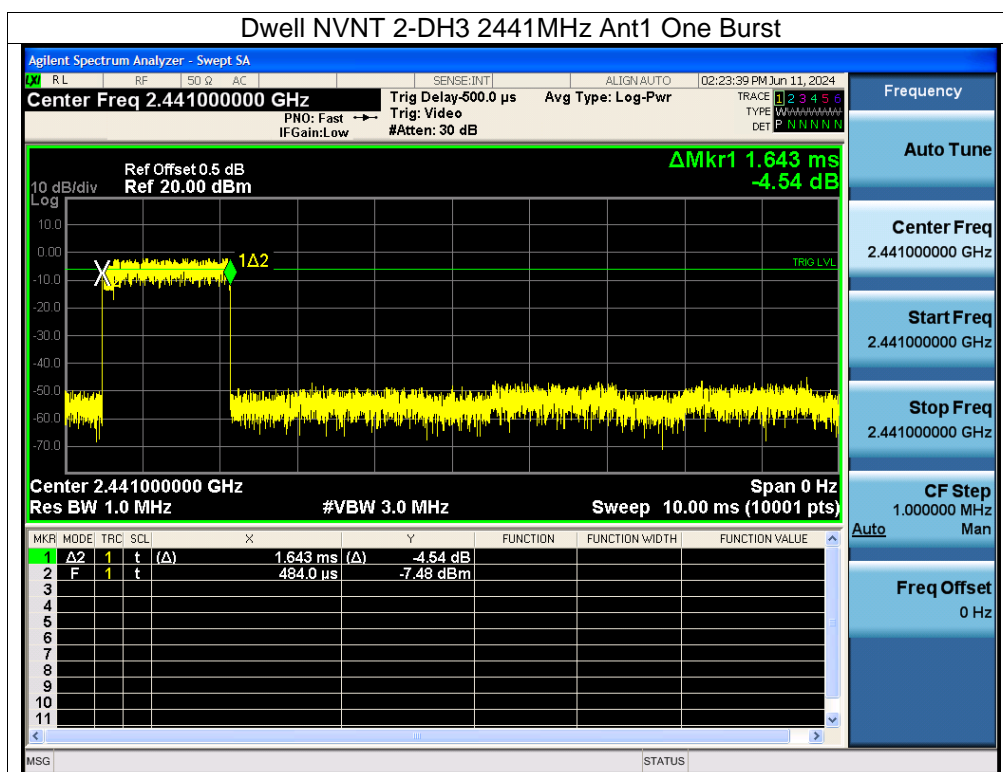 Dwell NVNT 2-DH3 2441MHz Ant1 One Burst
Agilent Spectrum Analyzer - Swept SA
LXI RL RF 50 Ω AC SENSE:INT ALIGN AUTO 02:23:39 PM Jun 11, 2024
Center Freq 2.441000000 GHz Trig Delay-500.0 µs Avg Type: Log-Pwr TRACE 1 2 3 4 5 6
PNO: Fast Trig: Video TYPE WWWWWW
IFGain:Low #Atten: 30 dB DET P N N N N N
ΔMkr1 1.643 ms
-4.54 dB
Ref Offset 0.5 dB
10 dB/div Ref 20.00 dBm
Log
10.0
0.00
-10.0
-20.0
-30.0
-40.0
-50.0
-60.0
-70.0
X
1Δ2
TRIG LVL
Center 2.441000000 GHz Span 0 Hz
Res BW 1.0 MHz #VBW 3.0 MHz Sweep 10.00 ms (10001 pts)
MKR MODE TRC SCL X Y FUNCTION FUNCTION WIDTH FUNCTION VALUE
1 Δ2 1 t (Δ) 1.643 ms (Δ) -4.54 dB
2 F 1 t 484.0 µs -7.48 dBm
3
4
5
6
7
8
9
10
11
MSG STATUS
Frequency
Auto Tune
Center Freq
2.441000000 GHz
Start Freq
2.441000000 GHz
Stop Freq
2.441000000 GHz
CF Step
1.000000 MHz
Auto Man
Freq Offset
0 Hz